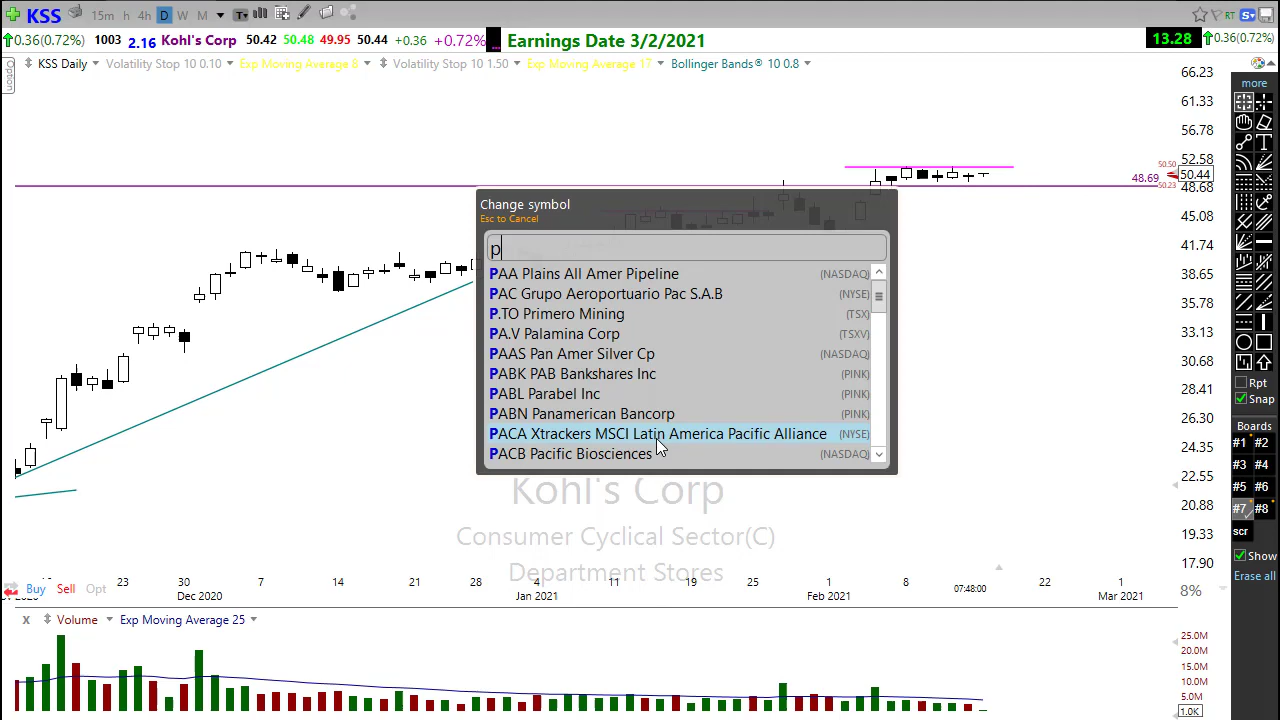 KSS 15m h 4h D W M T
0.36(0.72%) 1003 2.16 Kohl's Corp 50.42 50.48 49.95 50.44 +0.36 +0.72% Earnings Date 3/2/2021 13.28 0.36(0.72%)
RT
Option
KSS Daily Volatility Stop 10 0.10 Exp Moving Average 8 Volatility Stop 10 1.50 Exp Moving Average 17 Bollinger Bands® 10 0.8
66.23
61.33
56.78
52.58
50.50
50.44
48.69
50.23
48.68
45.08
41.74
38.65
35.78
33.13
30.68
28.41
26.30
24.35
22.55
20.88
19.33
17.90
Change symbol
Esc to Cancel
p
PAA Plains All Amer Pipeline (NASDAQ)
PAC Grupo Aeroportuario Pac S.A.B (NYSE)
P.TO Primero Mining (TSX)
PA.V Palamina Corp (TSXV)
PAAS Pan Amer Silver Cp (NASDAQ)
PABK PAB Bankshares Inc (PINK)
PABL Parabel Inc (PINK)
PABN Panamerican Bancorp (PINK)
PACA Xtrackers MSCI Latin America Pacific Alliance (NYSE)
PACB Pacific Biosciences (NASDAQ)
Kohl's Corp
Consumer Cyclical Sector(C)
Department Stores
more
T
Rpt
Snap
Boards
#1 #2
#3 #4
#5 #6
#7 #8
scr
Show
Erase all
23 30 7 14 21 28 4 11 19 25 1 8 22 1
Dec 2020 Jan 2021 Feb 2021 07:48:00 Mar 2021
Buy Sell Opt
8%
x Volume Exp Moving Average 25
25.0M
20.0M
15.0M
10.0M
5.0M
1.0K